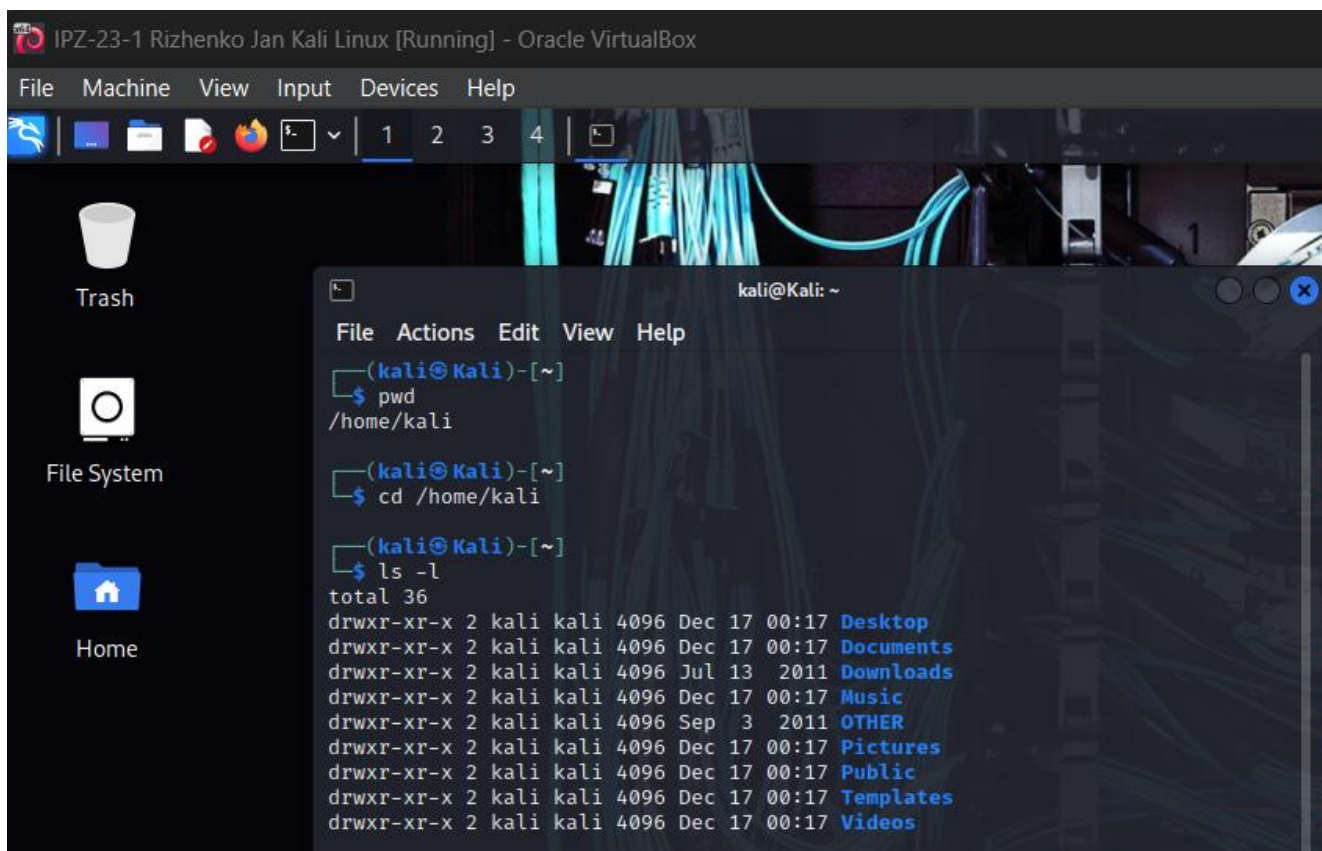 IPZ-23-1 Rizhenko Jan Kali Linux [Running] - Oracle VirtualBox
File Machine View Input Devices Help
1 2 3 4
Trash
File System
Home
kali@Kali: ~
File Actions Edit View Help
┌──(kali㉿Kali)-[~]
└─$ pwd
/home/kali
┌──(kali㉿Kali)-[~]
└─$ cd /home/kali
┌──(kali㉿Kali)-[~]
└─$ ls -l
total 36
drwxr-xr-x 2 kali kali 4096 Dec 17 00:17 Desktop
drwxr-xr-x 2 kali kali 4096 Dec 17 00:17 Documents
drwxr-xr-x 2 kali kali 4096 Jul 13  2011 Downloads
drwxr-xr-x 2 kali kali 4096 Dec 17 00:17 Music
drwxr-xr-x 2 kali kali 4096 Sep  3  2011 OTHER
drwxr-xr-x 2 kali kali 4096 Dec 17 00:17 Pictures
drwxr-xr-x 2 kali kali 4096 Dec 17 00:17 Public
drwxr-xr-x 2 kali kali 4096 Dec 17 00:17 Templates
drwxr-xr-x 2 kali kali 4096 Dec 17 00:17 Videos